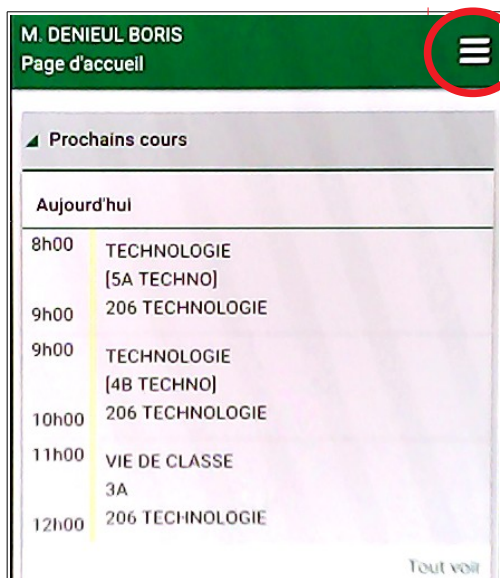 M. DENIEUL BORIS
Page d'accueil
Prochains cours
Aujourd'hui
8h00
TECHNOLOGIE
[5A TECHNO]
206 TECHNOLOGIE
9h00
9h00
TECHNOLOGIE
[4B TECHNO]
206 TECHNOLOGIE
10h00
11h00
VIE DE CLASSE
3A
206 TECHNOLOGIE
12h00
Tout voir